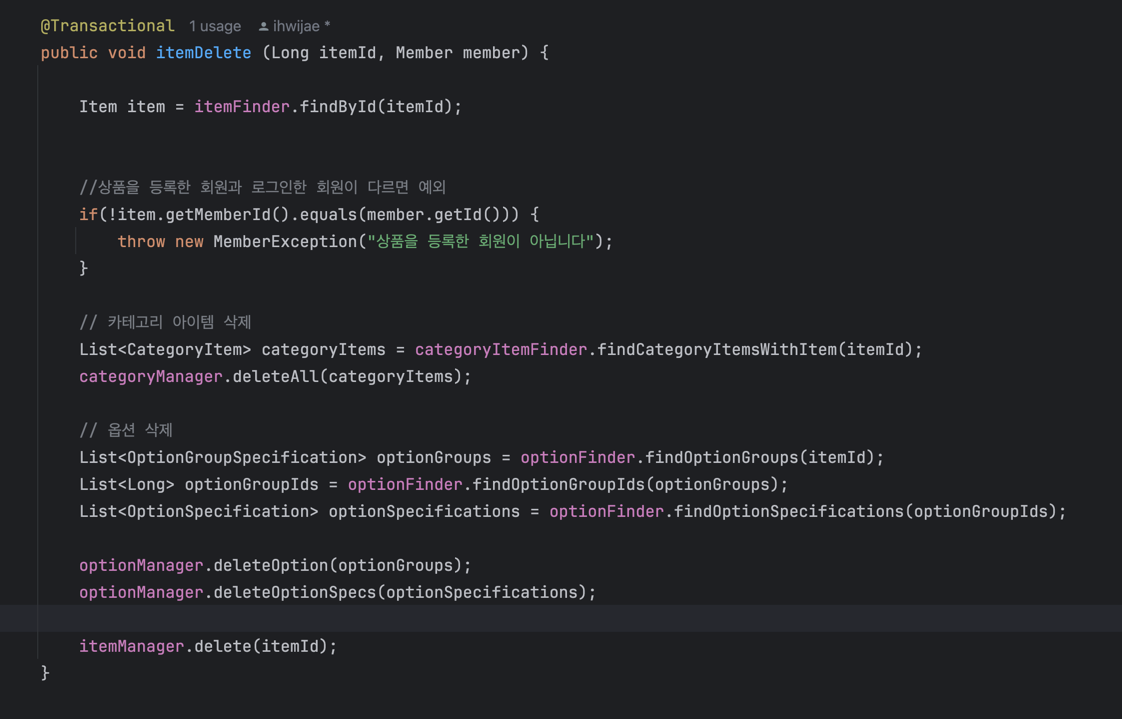 @Transactional 1 usage ihwijae *
public void itemDelete (Long itemId, Member member) {
Item item = itemFinder.findById(itemId);
//상품을 등록한 회원과 로그인한 회원이 다르면 예외
if(!item.getMemberId().equals(member.getId())) {
throw new MemberException("상품을 등록한 회원이 아닙니다");
}
// 카테고리 아이템 삭제
List<CategoryItem> categoryItems = categoryItemFinder.findCategoryItemsWithItem(itemId);
categoryManager.deleteAll(categoryItems);
// 옵션 삭제
List<OptionGroupSpecification> optionGroups = optionFinder.findOptionGroups(itemId);
List<Long> optionGroupIds = optionFinder.findOptionGroupIds(optionGroups);
List<OptionSpecification> optionSpecifications = optionFinder.findOptionSpecifications(optionGroupIds);
optionManager.deleteOption(optionGroups);
optionManager.deleteOptionSpecs(optionSpecifications);
itemManager.delete(itemId);
}